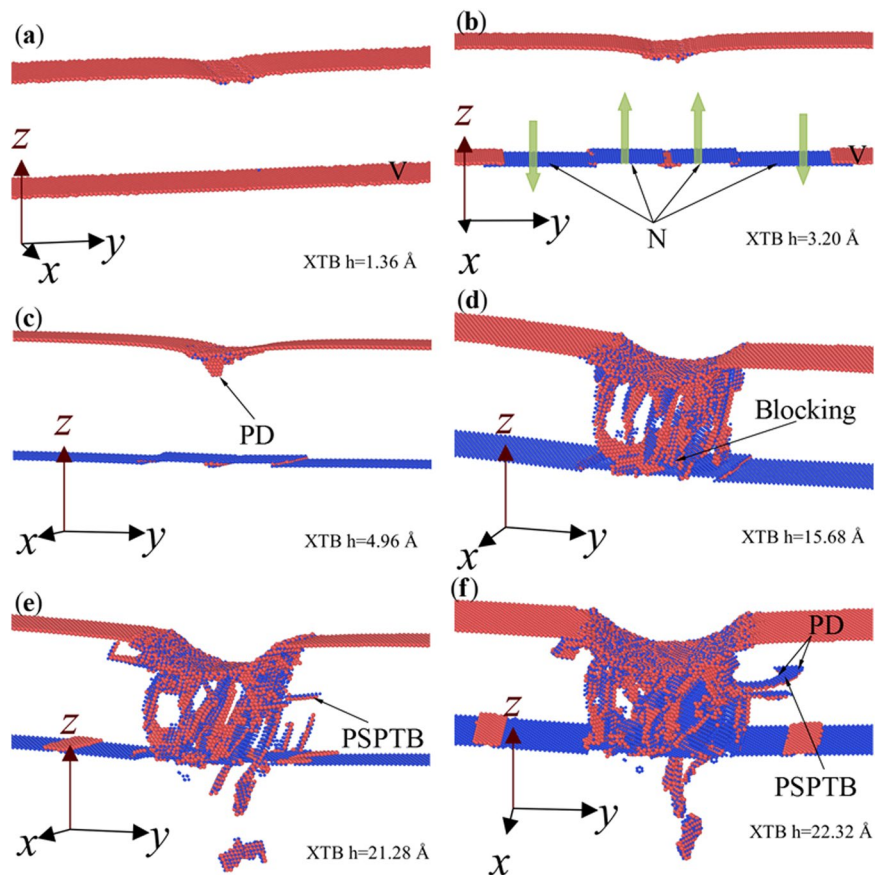 (a)
z
V
y
x
XTB h=1.36 Å
(b)
z
V
y
N
x
XTB h=3.20 Å
(c)
PD
z
x
y
XTB h=4.96 Å
(d)
Blocking
z
x
y
XTB h=15.68 Å
(e)
z
PSPTB
x
y
XTB h=21.28 Å
(f)
PD
z
PSPTB
y
x
XTB h=22.32 Å